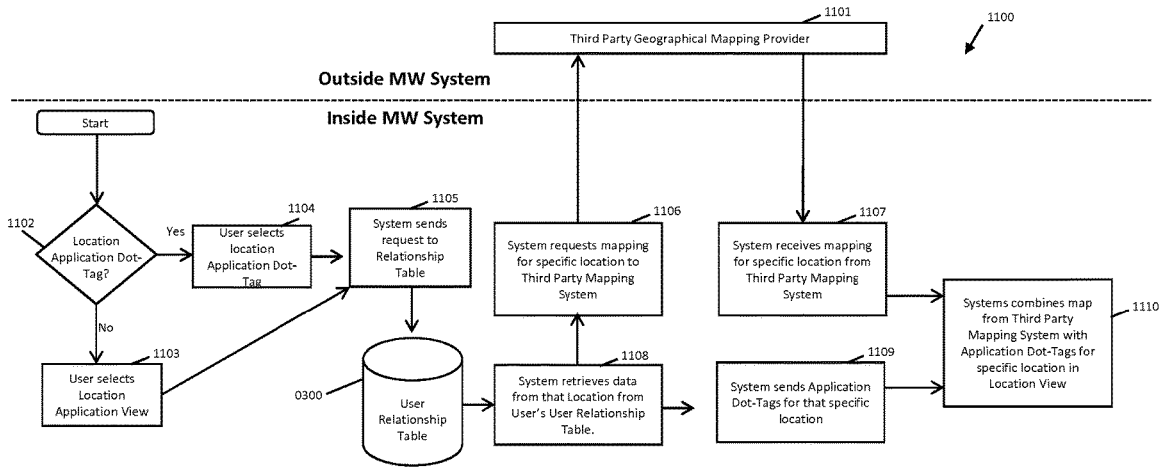 1101
1100
Third Party Geographical Mapping Provider
Outside MW System
Inside MW System
Start
1102
Location
Application Dot-
Tag?
Yes
No
1104
User selects
location
Application Dot-
Tag
1103
User selects
Location
Application View
1105
System sends
request to
Relationship
Table
0300
User
Relationship
Table
1106
System requests mapping
for specific location to
Third Party Mapping
System
1108
System retrieves data
from that Location from
User's User Relationship
Table.
1107
System receives mapping
for specific location from
Third Party Mapping
System
1109
System sends Application
Dot-Tags for that specific
location
1110
Systems combines map
from Third Party
Mapping System with
Application Dot-Tags for
specific location in
Location View